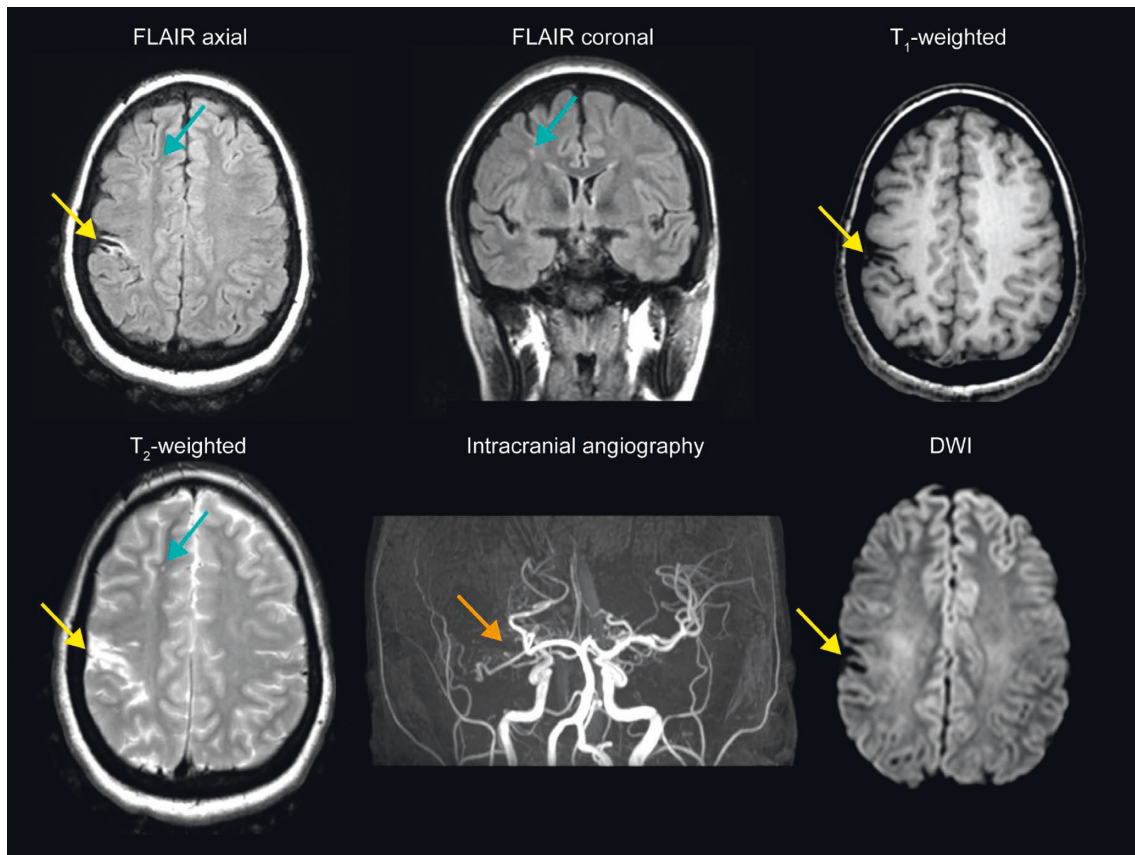 FLAIR axial
FLAIR coronal
T₁-weighted
T₂-weighted
Intracranial angiography
DWI